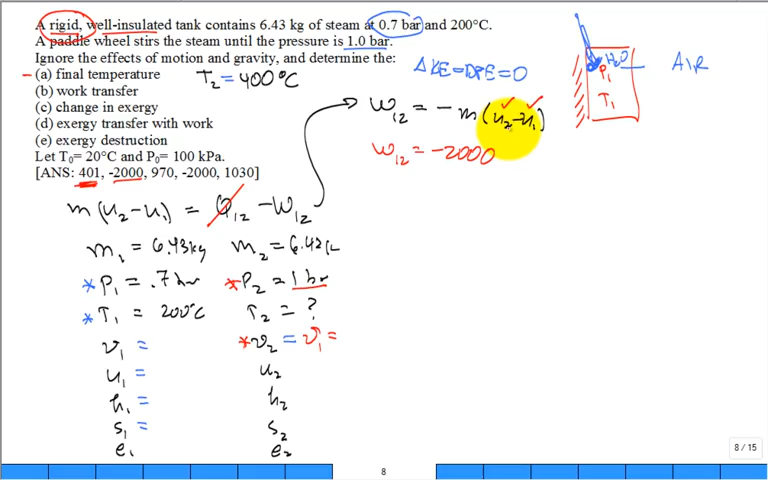 A rigid, well-insulated tank contains 6.43 kg of steam at 0.7 bar and 200°C.
A paddle wheel stirs the steam until the pressure is 1.0 bar.
Ignore the effects of motion and gravity, and determine the:
(a) final temperature
T₂ = 400°C
(b) work transfer
(c) change in exergy
(d) exergy transfer with work
(e) exergy destruction
Let T₀= 20°C and P₀= 100 kPa.
[ANS: 401, -2000, 970, -2000, 1030]
ΔKE=ΔPE=0
H₂O
P₁
T₁
AIR
W₁₂ = -m(u₂-u₁)
W₁₂ = -2000
m(u₂-u₁) = Q₁₂ - W₁₂
m₁ = 6.43kg m₂ = 6.43
*P₁ = .7 bar *P₂ = 1 br
*T₁ = 200°C T₂ = ?
v₁ = *v₂ = v₁ =
u₁ = u₂
h₁ = h₂
s₁ = s₂
e₁ e₂
8 / 15
8